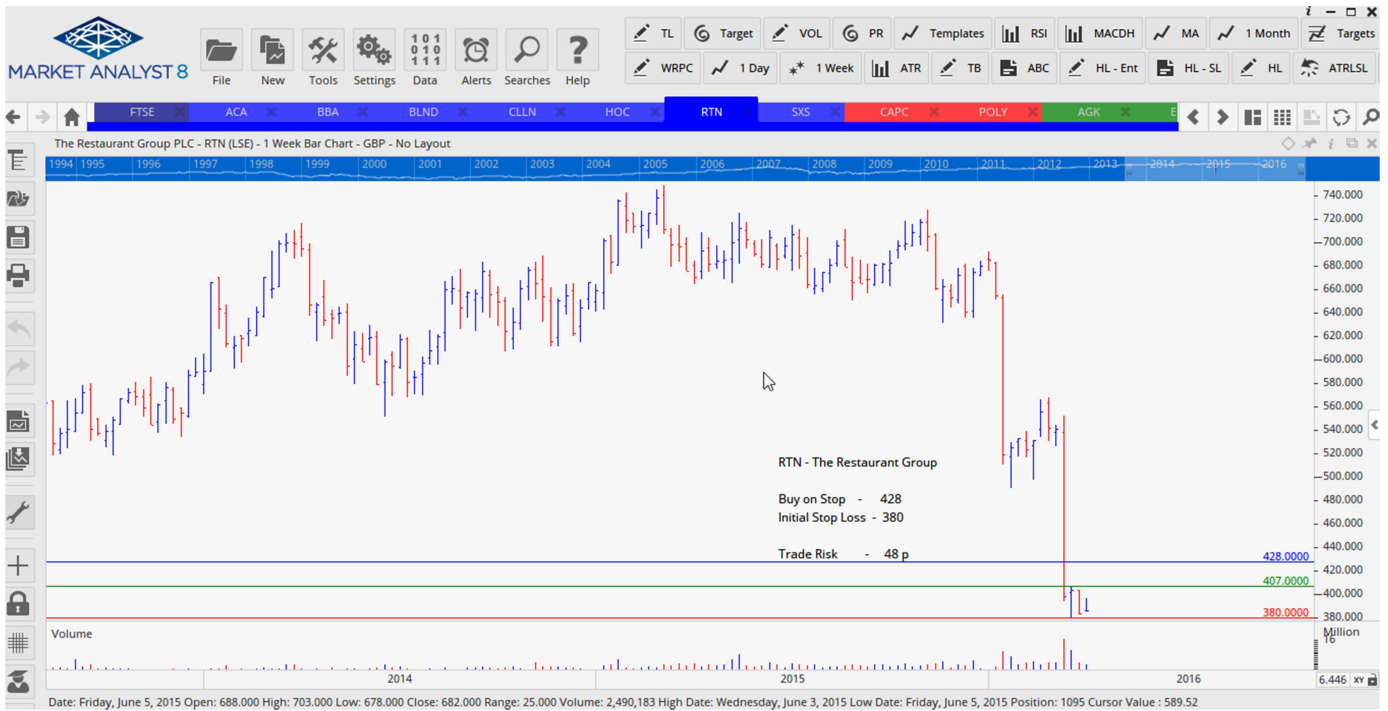 i
MARKET ANALYST 8
File New Tools Settings Data Alerts Searches Help
101
010
111
TL Target VOL PR Templates RSI MACDH MA 1 Month Targets
WRPC 1 Day 1 Week ATR TB ABC HL - Ent HL - SL HL ATRLSL
FTSE ACA BBA BLND CLLN HOC RTN SXS CAPC POLY AGK E
The Restaurant Group PLC - RTN (LSE) - 1 Week Bar Chart - GBP - No Layout
1994 1995 1996 1997 1998 1999 2000 2001 2002 2003 2004 2005 2006 2007 2008 2009 2010 2011 2012 2013 2014 2015 2016
740.000
720.000
700.000
680.000
660.000
640.000
620.000
600.000
580.000
560.000
540.000
520.000
500.000
480.000
460.000
440.000
420.000
400.000
380.000
RTN - The Restaurant Group
Buy on Stop - 428
Initial Stop Loss - 380
Trade Risk - 48 p
428.0000
407.0000
380.0000
Volume
Million
16
2014 2015 2016
6.446 XY
Date: Friday, June 5, 2015 Open: 688.000 High: 703.000 Low: 678.000 Close: 682.000 Range: 25.000 Volume: 2,490,183 High Date: Wednesday, June 3, 2015 Low Date: Friday, June 5, 2015 Position: 1095 Cursor Value : 589.52